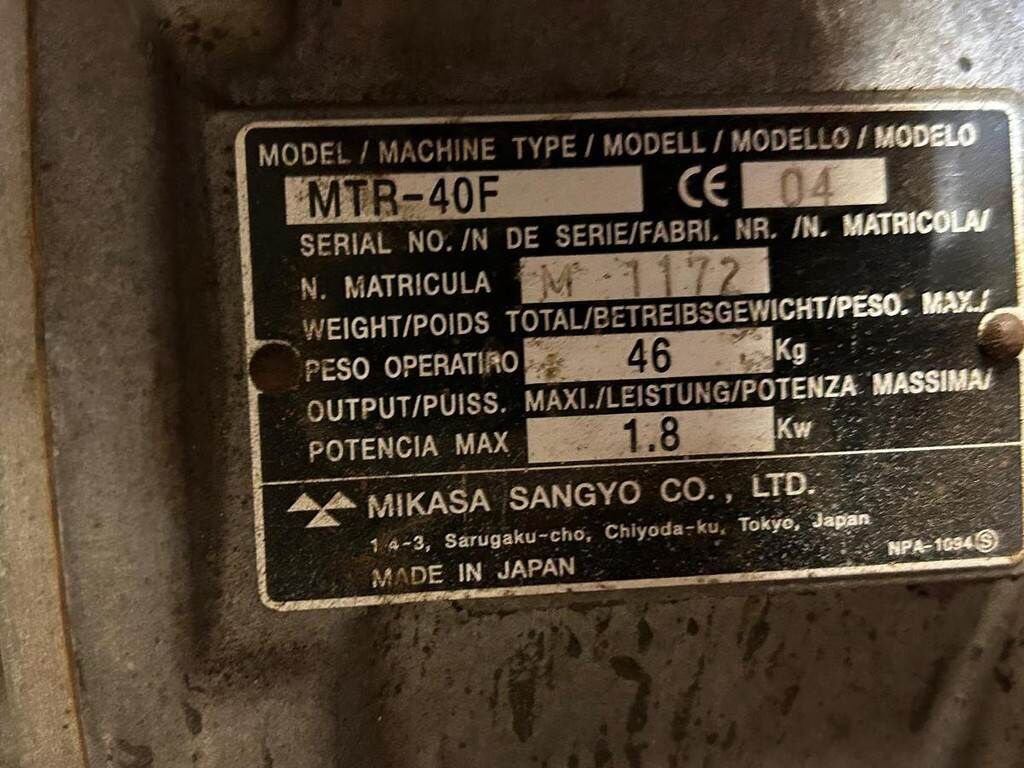 MODEL / MACHINE TYPE / MODELL / MODELLO / MODELO
MTR-40F CE 04
SERIAL NO. /N DE SERIE/FABRI. NR. /N. MATRICOLA/
N. MATRICULA M 1172
WEIGHT/POIDS TOTAL/BETREIBSGEWICHT/PESO. MAX./
PESO OPERATIRO 46 Kg
OUTPUT/PUISS. MAXI./LEISTUNG/POTENZA MASSIMA/
POTENCIA MAX 1.8 Kw
MIKASA SANGYO CO., LTD.
1-4-3, Sarugaku-cho, Chiyoda-ku, Tokyo, Japan
NPA-1094 S
MADE IN JAPAN